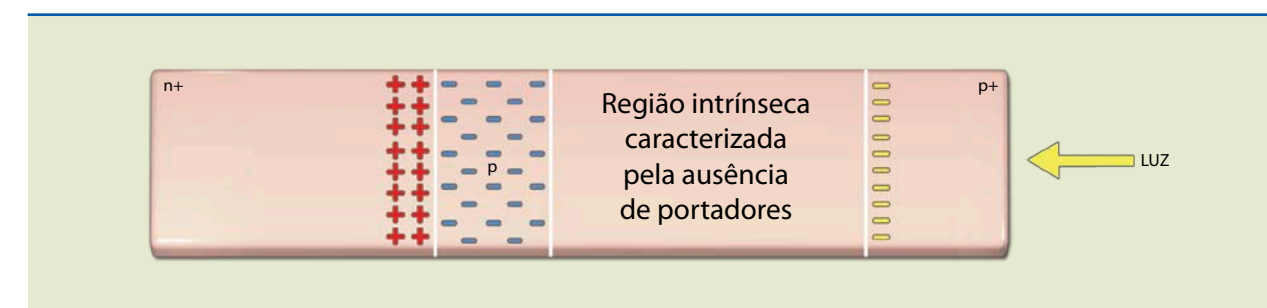 n+
p
Região intrínseca
caracterizada
pela ausência
de portadores
p+
LUZ